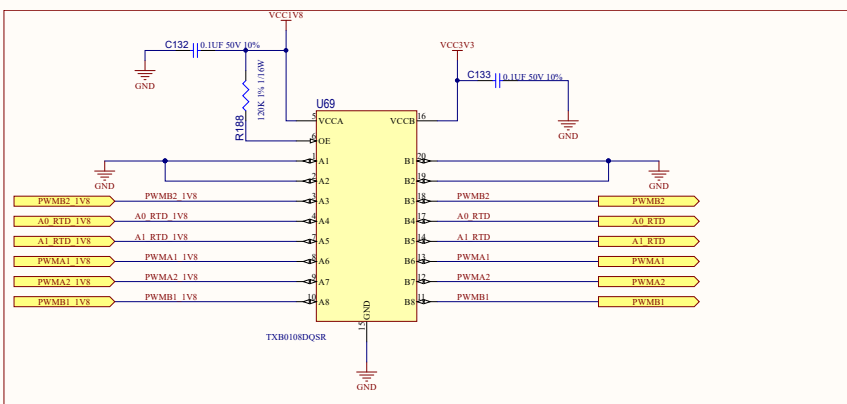 VCC1V8
C132 0.1UF 50V 10%
VCC3V3
C133 0.1UF 50V 10%
GND
R188
120K 1% 1/16W
GND
U69
5 VCCA VCCB 16
6 OE
GND 1 A1 B1 20 GND
2 A2 B2 19
PWMB2_1V8 PWMB2_1V8 3 A3 B3 18 PWMB2 PWMB2
A0_RTD_1V8 A0_RTD_1V8 4 A4 B4 17 A0_RTD A0_RTD
A1_RTD_1V8 A1_RTD_1V8 7 A5 B5 14 A1_RTD A1_RTD
PWMA1_1V8 PWMA1_1V8 8 A6 B6 13 PWMA1 PWMA1
PWMA2_1V8 PWMA2_1V8 9 A7 B7 12 PWMA2 PWMA2
PWMB1_1V8 PWMB1_1V8 10 A8 B8 11 PWMB1 PWMB1
GND
15
TXB0108DQSR
GND